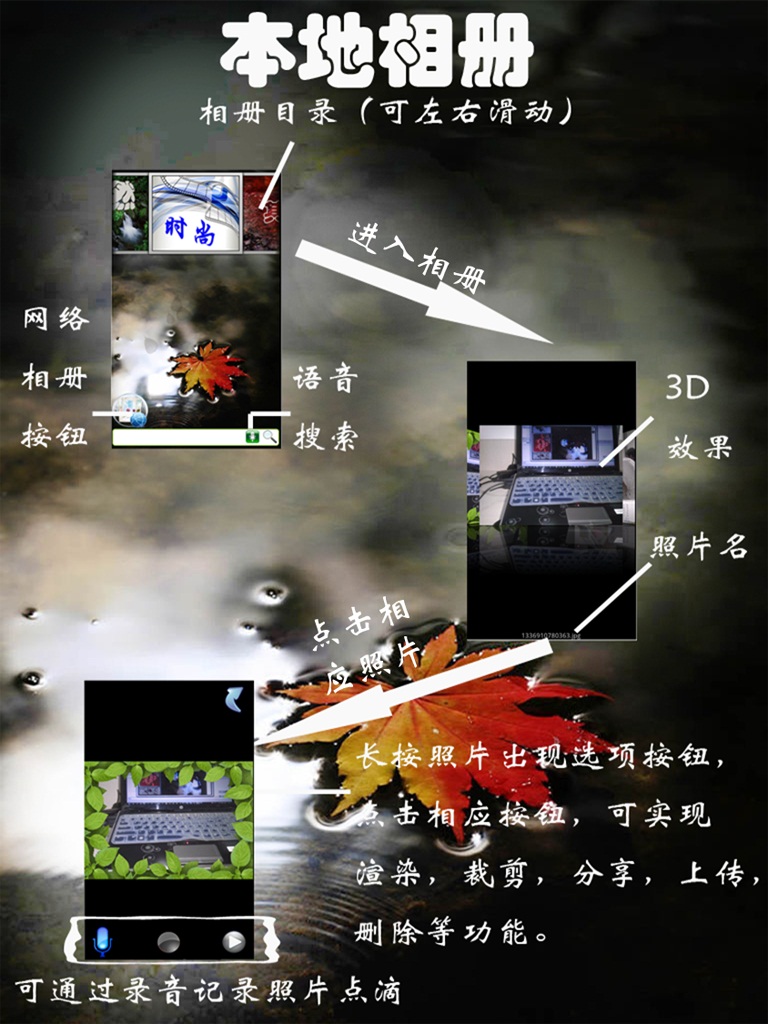 本地相册
相册目录（可左右滑动）
时尚
进入相册
网络
相册
按钮
语音
搜索
3D
效果
照片名
1336910780363.jpg
点击相
应照片
长按照片出现选项按钮，
点击相应按钮，可实现
渲染，裁剪，分享，上传，
删除等功能。
可通过录音记录照片点滴